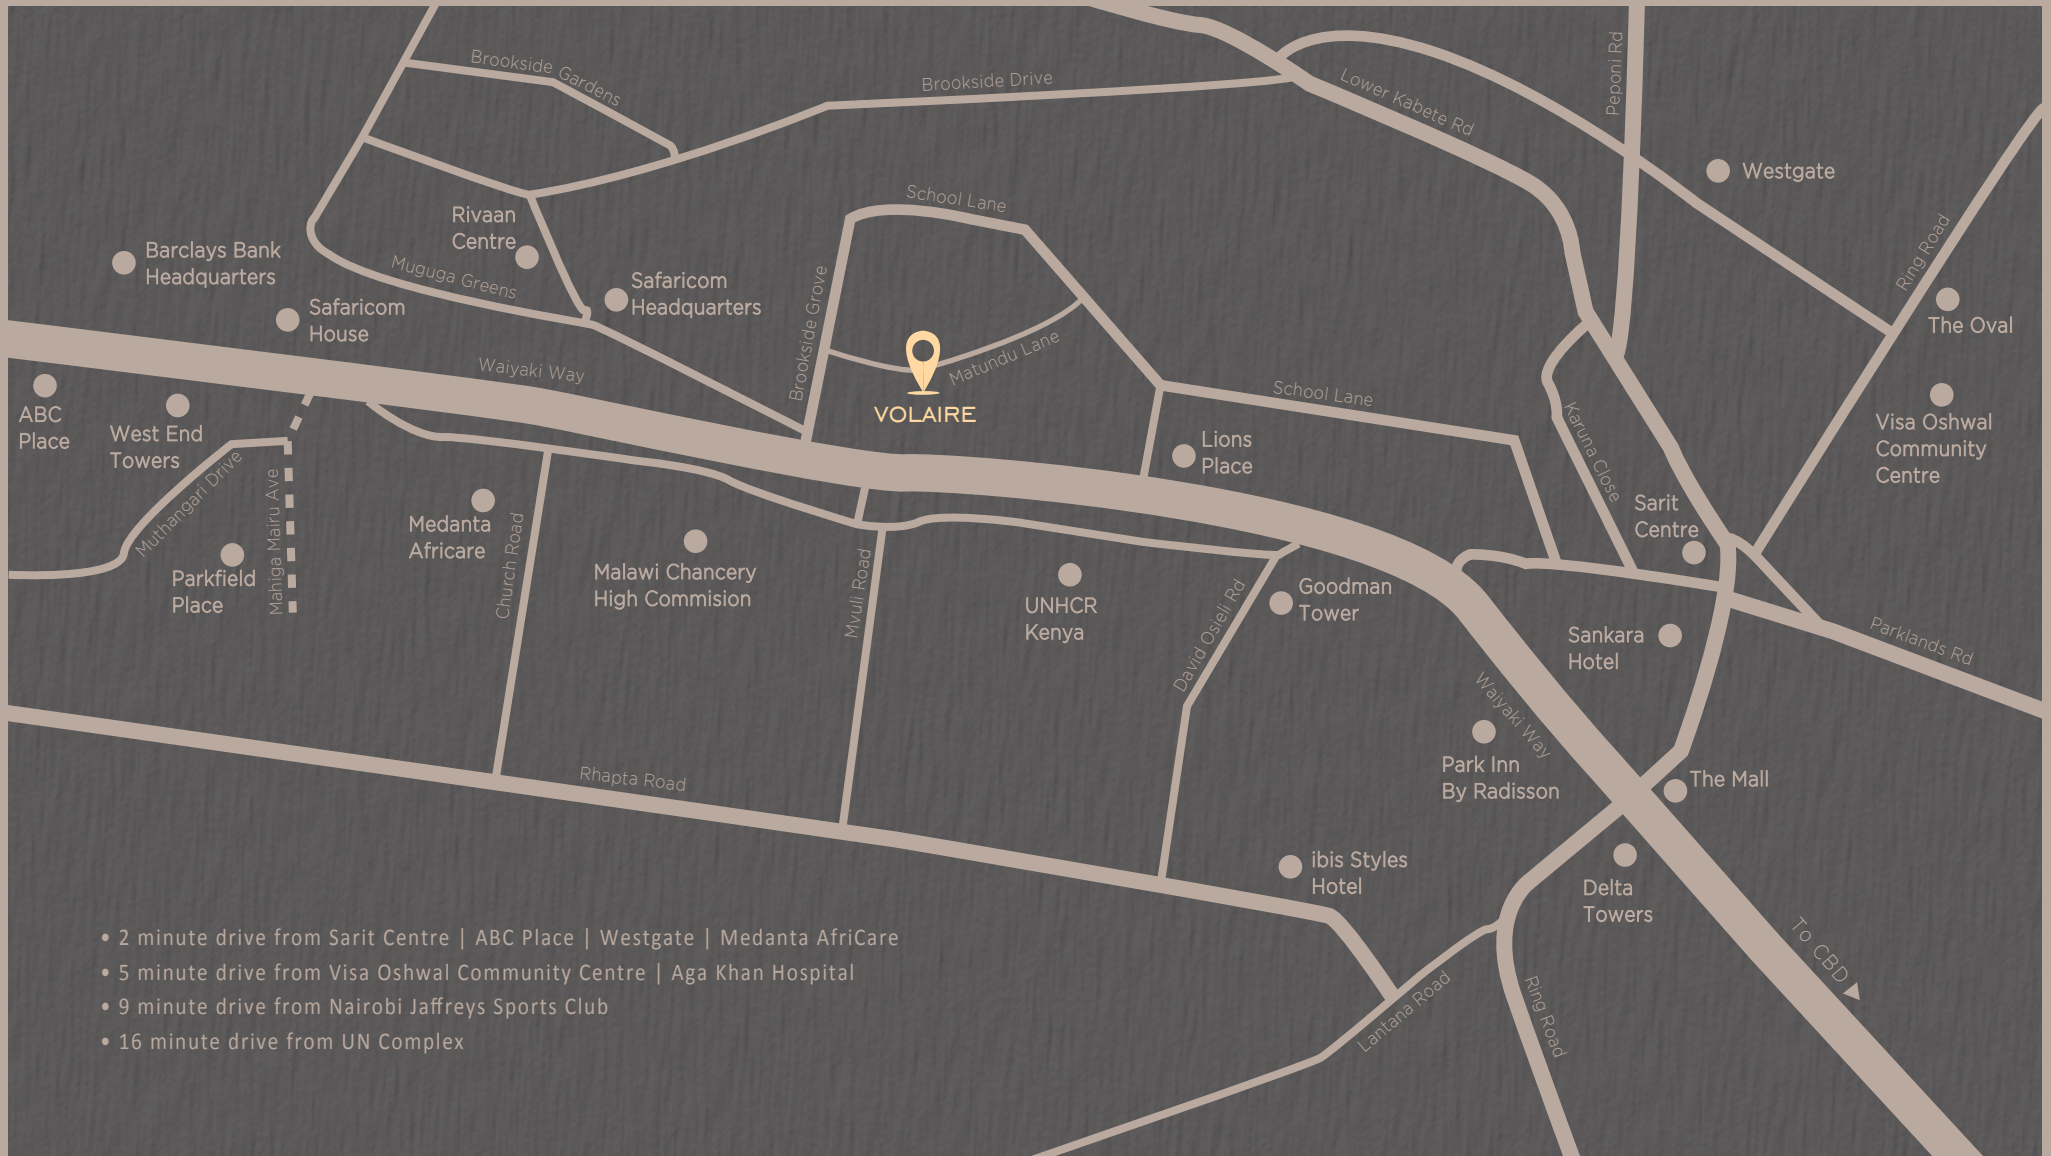 Brookside Gardens
Brookside Drive
Lower Kabete Rd
Peponi Rd
Westgate
School Lane
Rivaan
Centre
Barclays Bank
Headquarters
Muguga Greens
Safaricom
Headquarters
Safaricom
House
Brookside Grove
Ring Road
The Oval
Waiyaki Way
Matundu Lane
VOLAIRE
School Lane
Karuna Close
ABC
Place
West End
Towers
Lions
Place
Visa Oshwal
Community
Centre
Muthangari Drive
Mahiga Mairu Ave
Sarit
Centre
Medanta
Africare
Church Road
Malawi Chancery
High Commision
Mvuli Road
Parkfield
Place
UNHCR
Kenya
David Osieli Rd
Goodman
Tower
Sankara
Hotel
Parklands Rd
Waiyaki Way
Park Inn
By Radisson
The Mall
Rhapta Road
ibis Styles
Hotel
Delta
Towers
To CBD
Lantana Road
Ring Road
• 2 minute drive from Sarit Centre | ABC Place | Westgate | Medanta AfriCare
• 5 minute drive from Visa Oshwal Community Centre | Aga Khan Hospital
• 9 minute drive from Nairobi Jaffreys Sports Club
• 16 minute drive from UN Complex